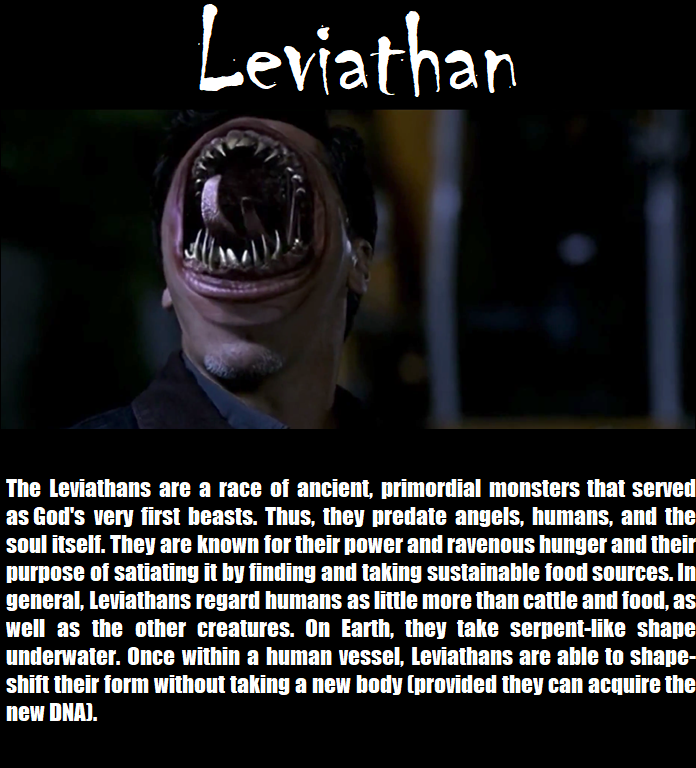 Leviathan
The Leviathans are a race of ancient, primordial monsters that served
as God's very first beasts. Thus, they predate angels, humans, and the
soul itself. They are known for their power and ravenous hunger and their
purpose of satiating it by finding and taking sustainable food sources. In
general, Leviathans regard humans as little more than cattle and food, as
well as the other creatures. On Earth, they take serpent-like shape
underwater. Once within a human vessel, Leviathans are able to shape-
shift their form without taking a new body (provided they can acquire the
new DNA).